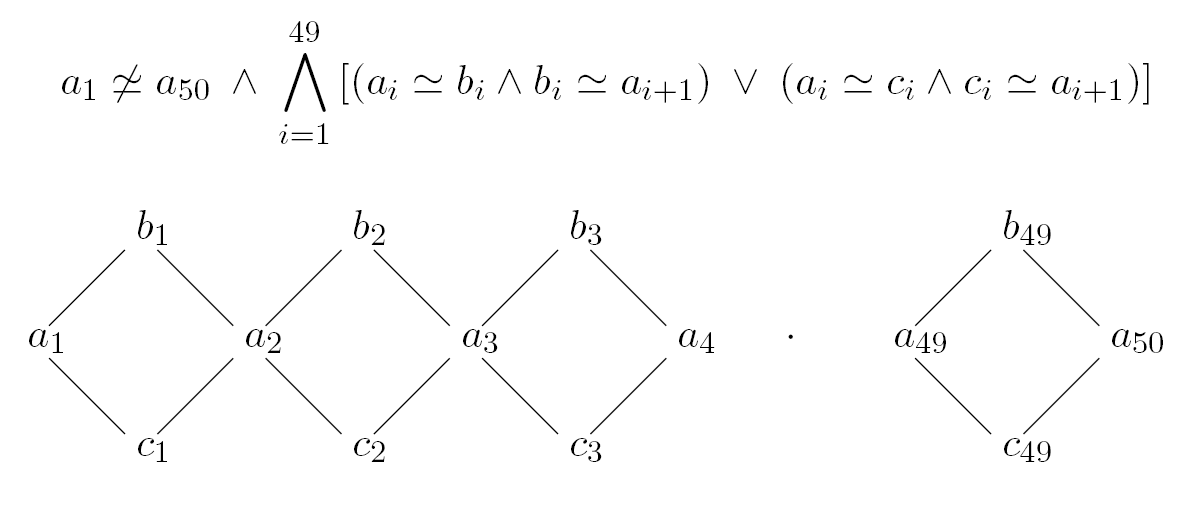 49
a₁ ≄ a₅₀ ∧ ⋀ [(aᵢ ≃ bᵢ ∧ bᵢ ≃ aᵢ₊₁) ∨ (aᵢ ≃ cᵢ ∧ cᵢ ≃ aᵢ₊₁)]
i=1
b₁ b₂ b₃ b₄₉
a₁ a₂ a₃ a₄ · a₄₉ a₅₀
c₁ c₂ c₃ c₄₉